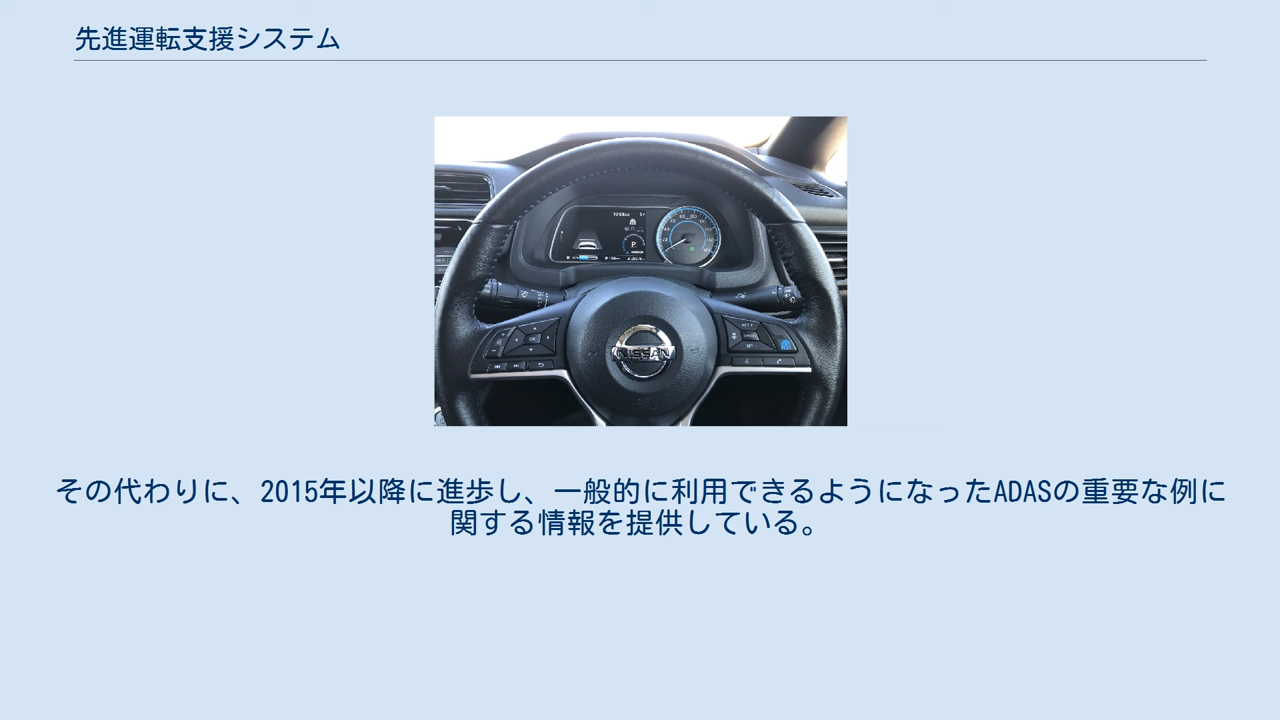 先進運転支援システム
P
NISSAN
その代わりに、2015年以降に進歩し、一般的に利用できるようになったADASの重要な例に
関する情報を提供している。